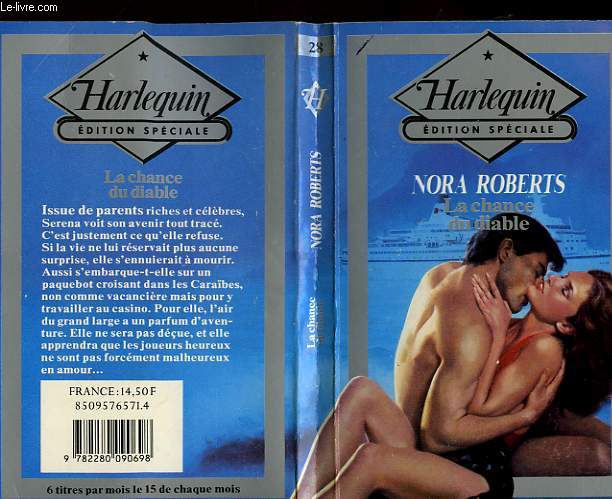 Le-livre.com
Harlequin
ÉDITION SPÉCIALE
La chance
du diable
Issue de parents riches et célèbres,
Serena voit son avenir tout tracé.
C'est justement ce qu'elle refuse.
Si la vie ne lui réservait plus aucune
surprise, elle s'ennuierait à mourir.
Aussi s'embarque-t-elle sur un
paquebot croisant dans les Caraïbes,
non comme vacancière mais pour y
travailler au casino. Pour elle, l'air
du grand large a un parfum d'aven-
ture. Elle ne sera pas déçue, et elle
apprendra que les joueurs heureux
ne sont pas forcément malheureux
en amour...
FRANCE : 14,50 F
8509576571.4
9 782280 090698
6 titres par mois le 15 de chaque mois
28
H
NORA ROBERTS
La chance
Harlequin
ÉDITION SPÉCIALE
NORA ROBERTS
La chance
du diable